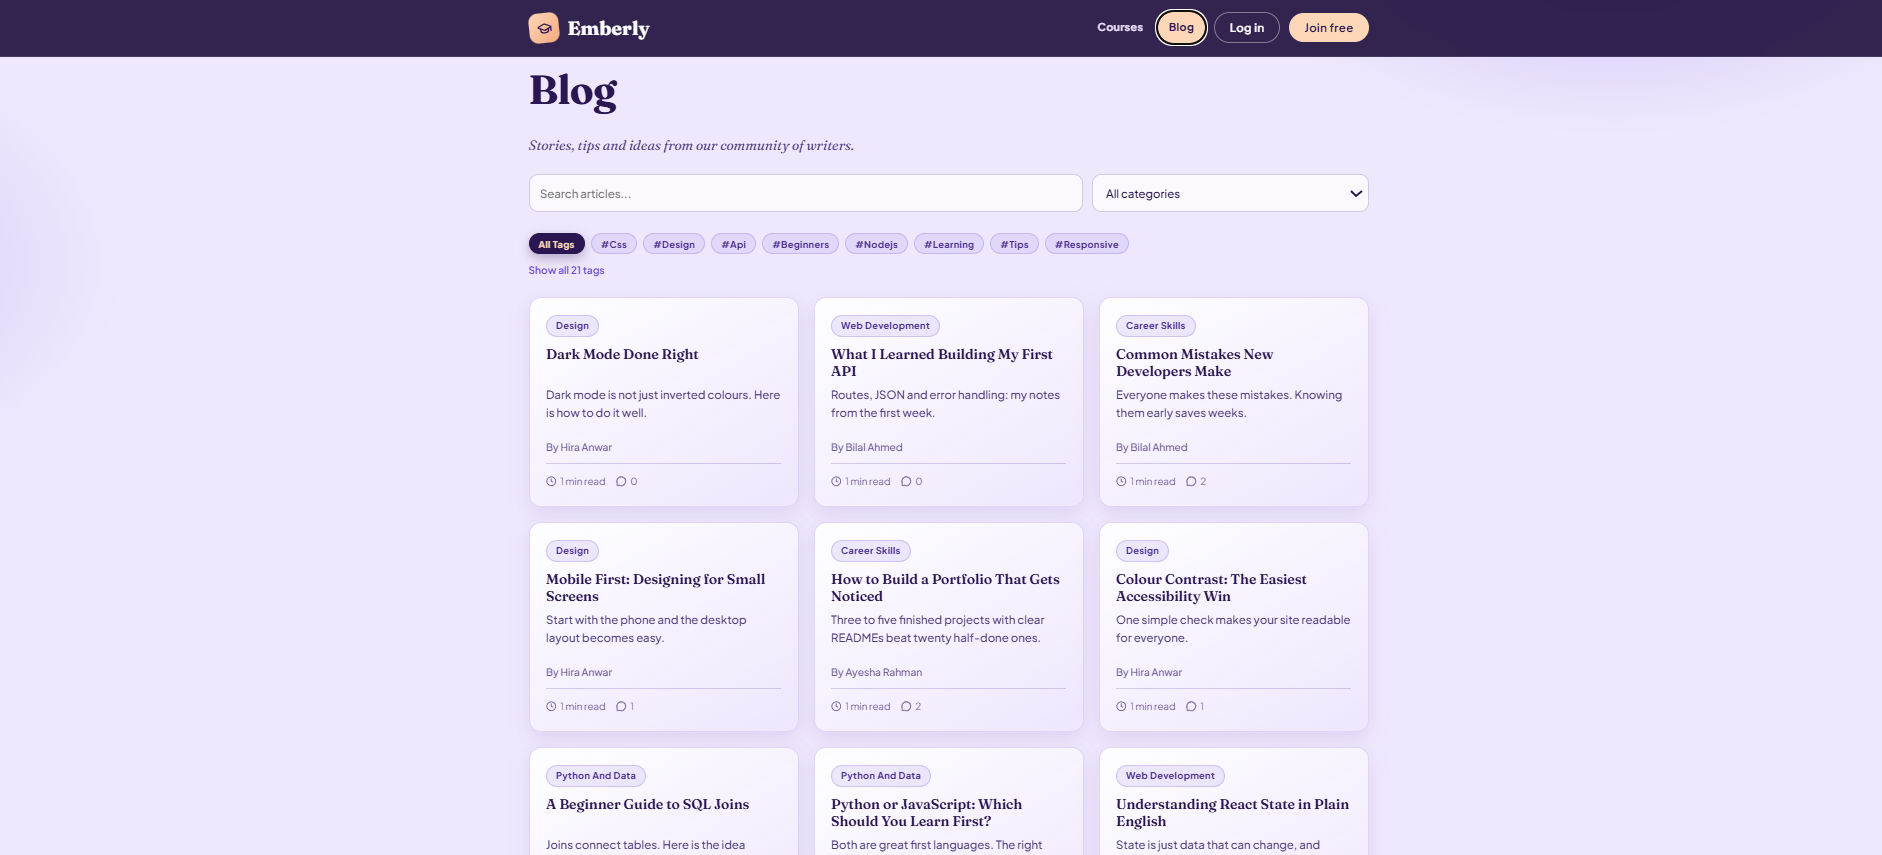 Emberly
Courses
Blog
Log in
Join free
Blog
Stories, tips and ideas from our community of writers.
Search articles...
All categories
All Tags
#Css
#Design
#Api
#Beginners
#Nodejs
#Learning
#Tips
#Responsive
Show all 21 tags
Design
Dark Mode Done Right
Dark mode is not just inverted colours. Here
is how to do it well.
By Hira Anwar
1 min read
0
Web Development
What I Learned Building My First
API
Routes, JSON and error handling: my notes
from the first week.
By Bilal Ahmed
1 min read
0
Career Skills
Common Mistakes New
Developers Make
Everyone makes these mistakes. Knowing
them early saves weeks.
By Bilal Ahmed
1 min read
2
Design
Mobile First: Designing for Small
Screens
Start with the phone and the desktop
layout becomes easy.
By Hira Anwar
1 min read
1
Career Skills
How to Build a Portfolio That Gets
Noticed
Three to five finished projects with clear
READMEs beat twenty half-done ones.
By Ayesha Rahman
1 min read
2
Design
Colour Contrast: The Easiest
Accessibility Win
One simple check makes your site readable
for everyone.
By Hira Anwar
1 min read
1
Python And Data
A Beginner Guide to SQL Joins
Joins connect tables. Here is the idea
Python And Data
Python or JavaScript: Which
Should You Learn First?
Both are great first languages. The right
Web Development
Understanding React State in Plain
English
State is just data that can change, and